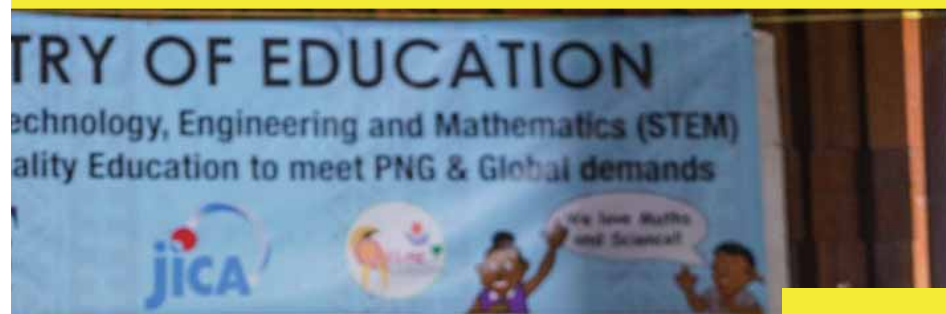 TRY OF EDUCATION
echnology, Engineering and Mathematics (STEM)
ality Education to meet PNG & Global demands
jICA
We love Maths
and Science!!